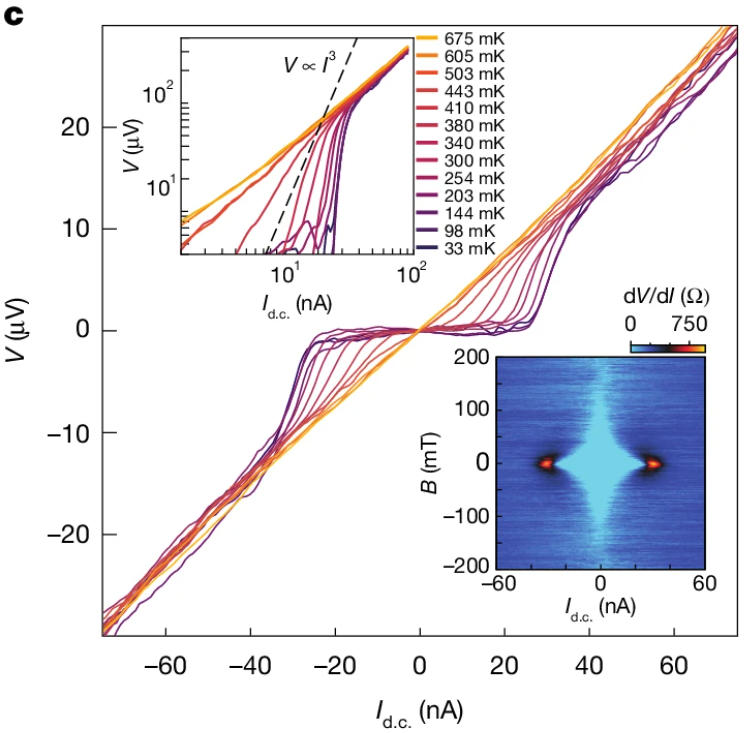 c
V (μV)
20
10
0
−10
−20
−60 −40 −20 0 20 40 60
I_d.c. (nA)
V ∝ I³
V (μV)
10²
10¹
10¹ 10²
I_d.c. (nA)
675 mK
605 mK
503 mK
443 mK
410 mK
380 mK
340 mK
300 mK
254 mK
203 mK
144 mK
98 mK
33 mK
dV/dI (Ω)
0 750
B (mT)
200
100
0
−100
−200
−60 0 60
I_d.c. (nA)